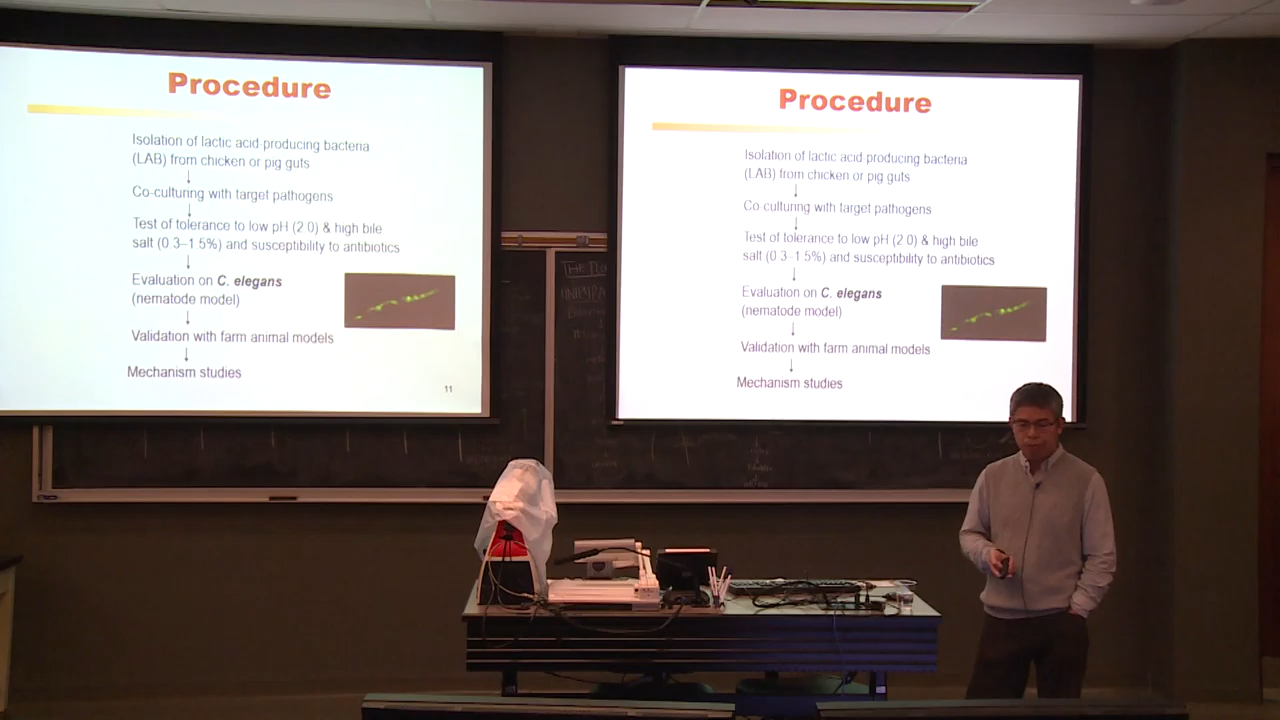 Procedure
Isolation of lactic acid-producing bacteria
(LAB) from chicken or pig guts
Co-culturing with target pathogens
Test of tolerance to low pH (2.0) & high bile
salt (0.3–1.5%) and susceptibility to antibiotics
Evaluation on C. elegans
(nematode model)
Validation with farm animal models
Mechanism studies
11
Procedure
Isolation of lactic acid-producing bacteria
(LAB) from chicken or pig guts
Co-culturing with target pathogens
Test of tolerance to low pH (2.0) & high bile
salt (0.3–1.5%) and susceptibility to antibiotics
Evaluation on C. elegans
(nematode model)
Validation with farm animal models
Mechanism studies
THE